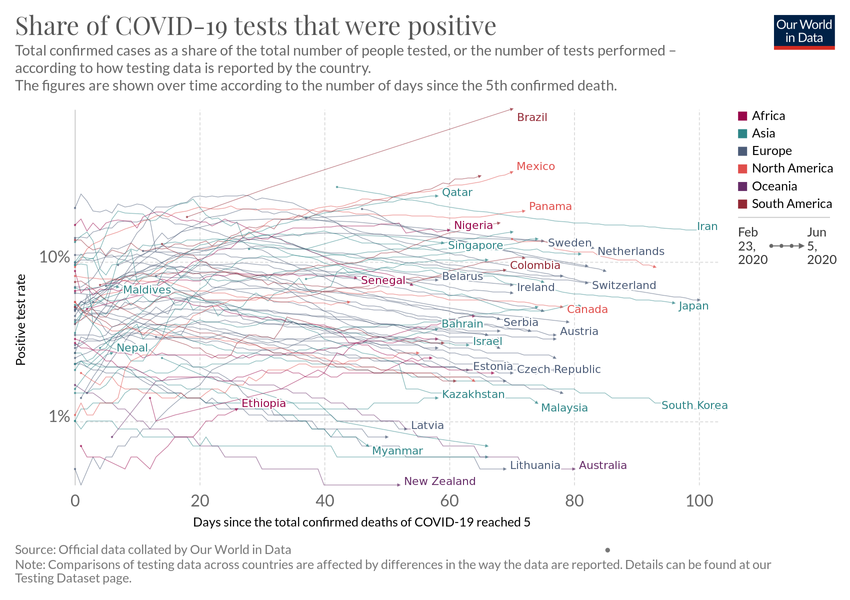 Share of COVID-19 tests that were positive
Our World
in Data
Total confirmed cases as a share of the total number of people tested, or the number of tests performed –
according to how testing data is reported by the country.
The figures are shown over time according to the number of days since the 5th confirmed death.
Africa
Asia
Europe
North America
Oceania
South America
Feb
23,
2020
Jun
5,
2020
Positive test rate
10%
1%
Brazil
Mexico
Qatar
Panama
Nigeria
Iran
Singapore
Sweden
Netherlands
Colombia
Senegal
Belarus
Ireland
Switzerland
Maldives
Japan
Canada
Bahrain
Serbia
Austria
Nepal
Israel
Estonia
Czech Republic
Ethiopia
Kazakhstan
Malaysia
South Korea
Latvia
Myanmar
Lithuania
Australia
New Zealand
0
20
40
60
80
100
Days since the total confirmed deaths of COVID-19 reached 5
Source: Official data collated by Our World in Data
Note: Comparisons of testing data across countries are affected by differences in the way the data are reported. Details can be found at our
Testing Dataset page.